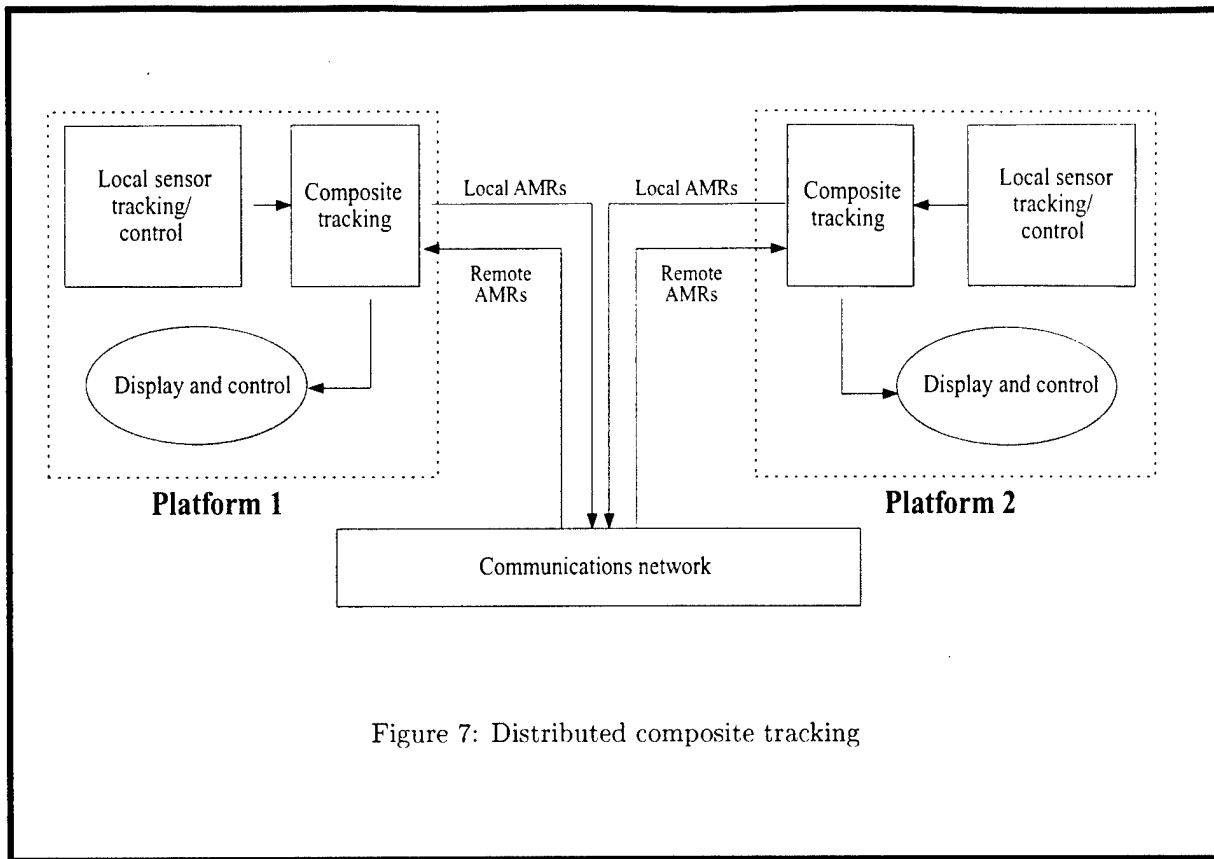 Local sensor
tracking/
control
Composite
tracking
Display and control
Platform 1
Local AMRs
Remote
AMRs
Local AMRs
Remote
AMRs
Composite
tracking
Local sensor
tracking/
control
Display and control
Platform 2
Communications network
Figure 7: Distributed composite tracking